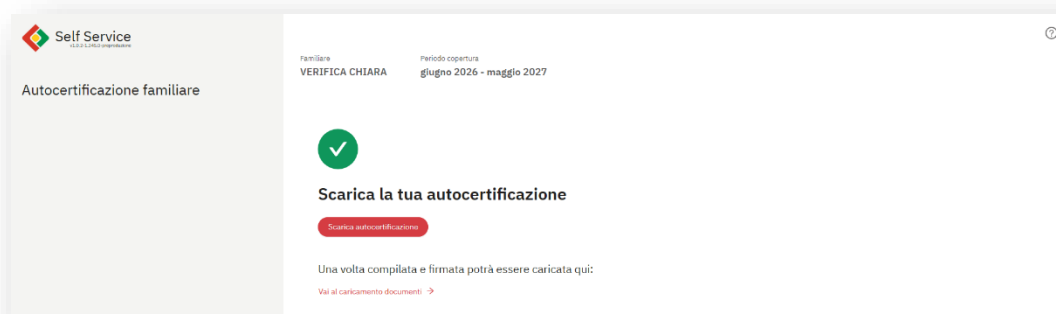 Self Service
Autocertificazione familiare
Familiare
VERIFICA CHIARA
Periodo copertura
giugno 2026 - maggio 2027
Scarica la tua autocertificazione
Scarica autocertificazione
Una volta compilata e firmata potrà essere caricata qui:
Vai al caricamento documenti